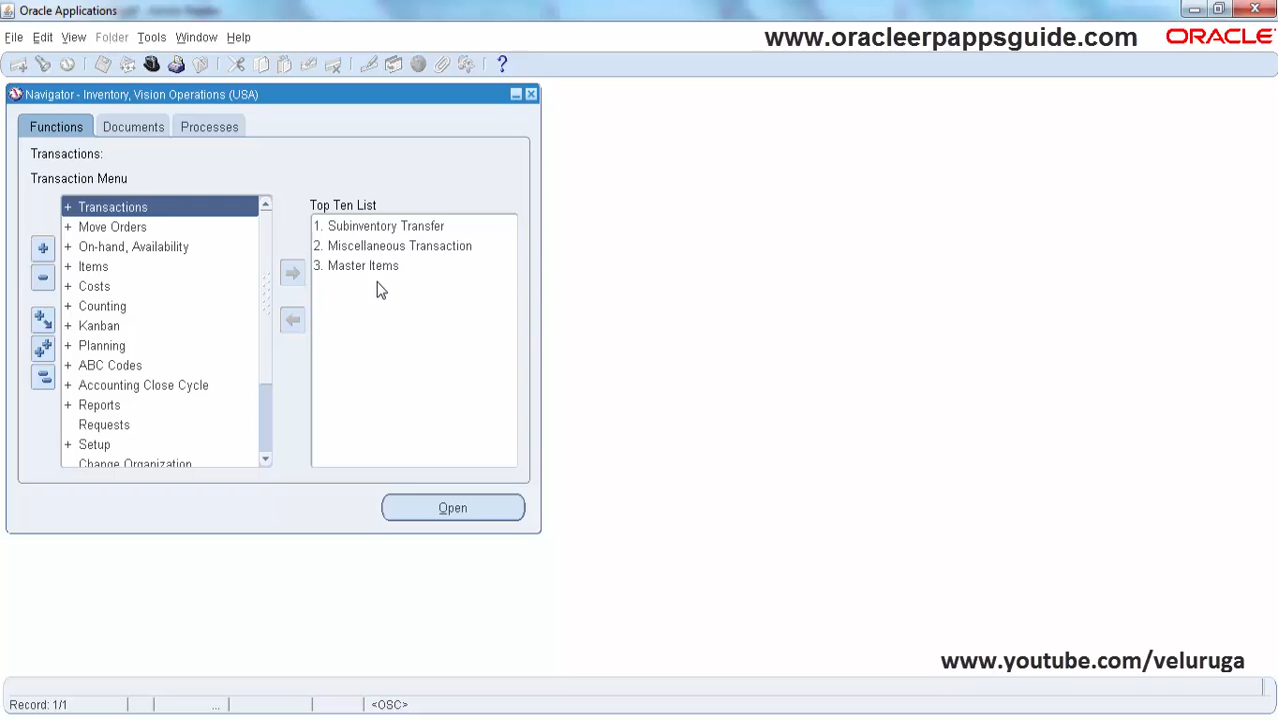 Oracle Applications
File Edit View Folder Tools Window Help
www.oracleerpappsguide.com ORACLE
Navigator - Inventory, Vision Operations (USA)
Functions Documents Processes
Transactions:
Transaction Menu
+ Transactions
+ Move Orders
+ On-hand, Availability
+ Items
+ Costs
+ Counting
+ Kanban
+ Planning
+ ABC Codes
+ Accounting Close Cycle
+ Reports
Requests
+ Setup
Change Organization
Top Ten List
1. Subinventory Transfer
2. Miscellaneous Transaction
3. Master Items
Open
www.youtube.com/veluruga
Record: 1/1 ... <OSC>